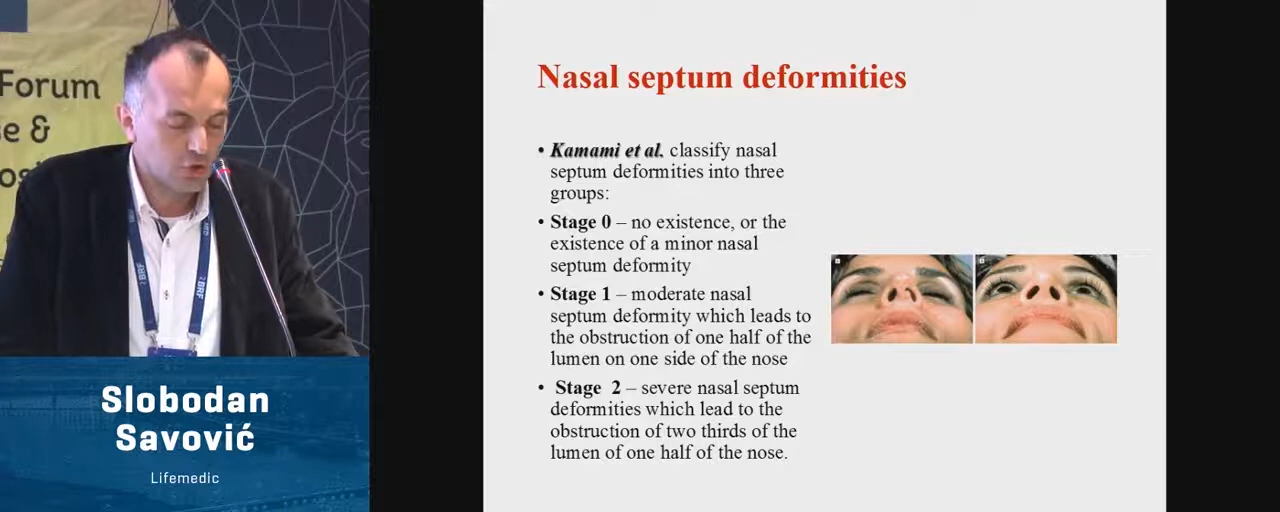 Forum
e &
BRF
BRF
MED
Slobodan
Savović
Lifemedic
Nasal septum deformities
• Kamami et al. classify nasal
septum deformities into three
groups:
• Stage 0 – no existence, or the
existence of a minor nasal
septum deformity
• Stage 1 – moderate nasal
septum deformity which leads to
the obstruction of one half of the
lumen on one side of the nose
• Stage 2 – severe nasal septum
deformities which lead to the
obstruction of two thirds of the
lumen of one half of the nose.